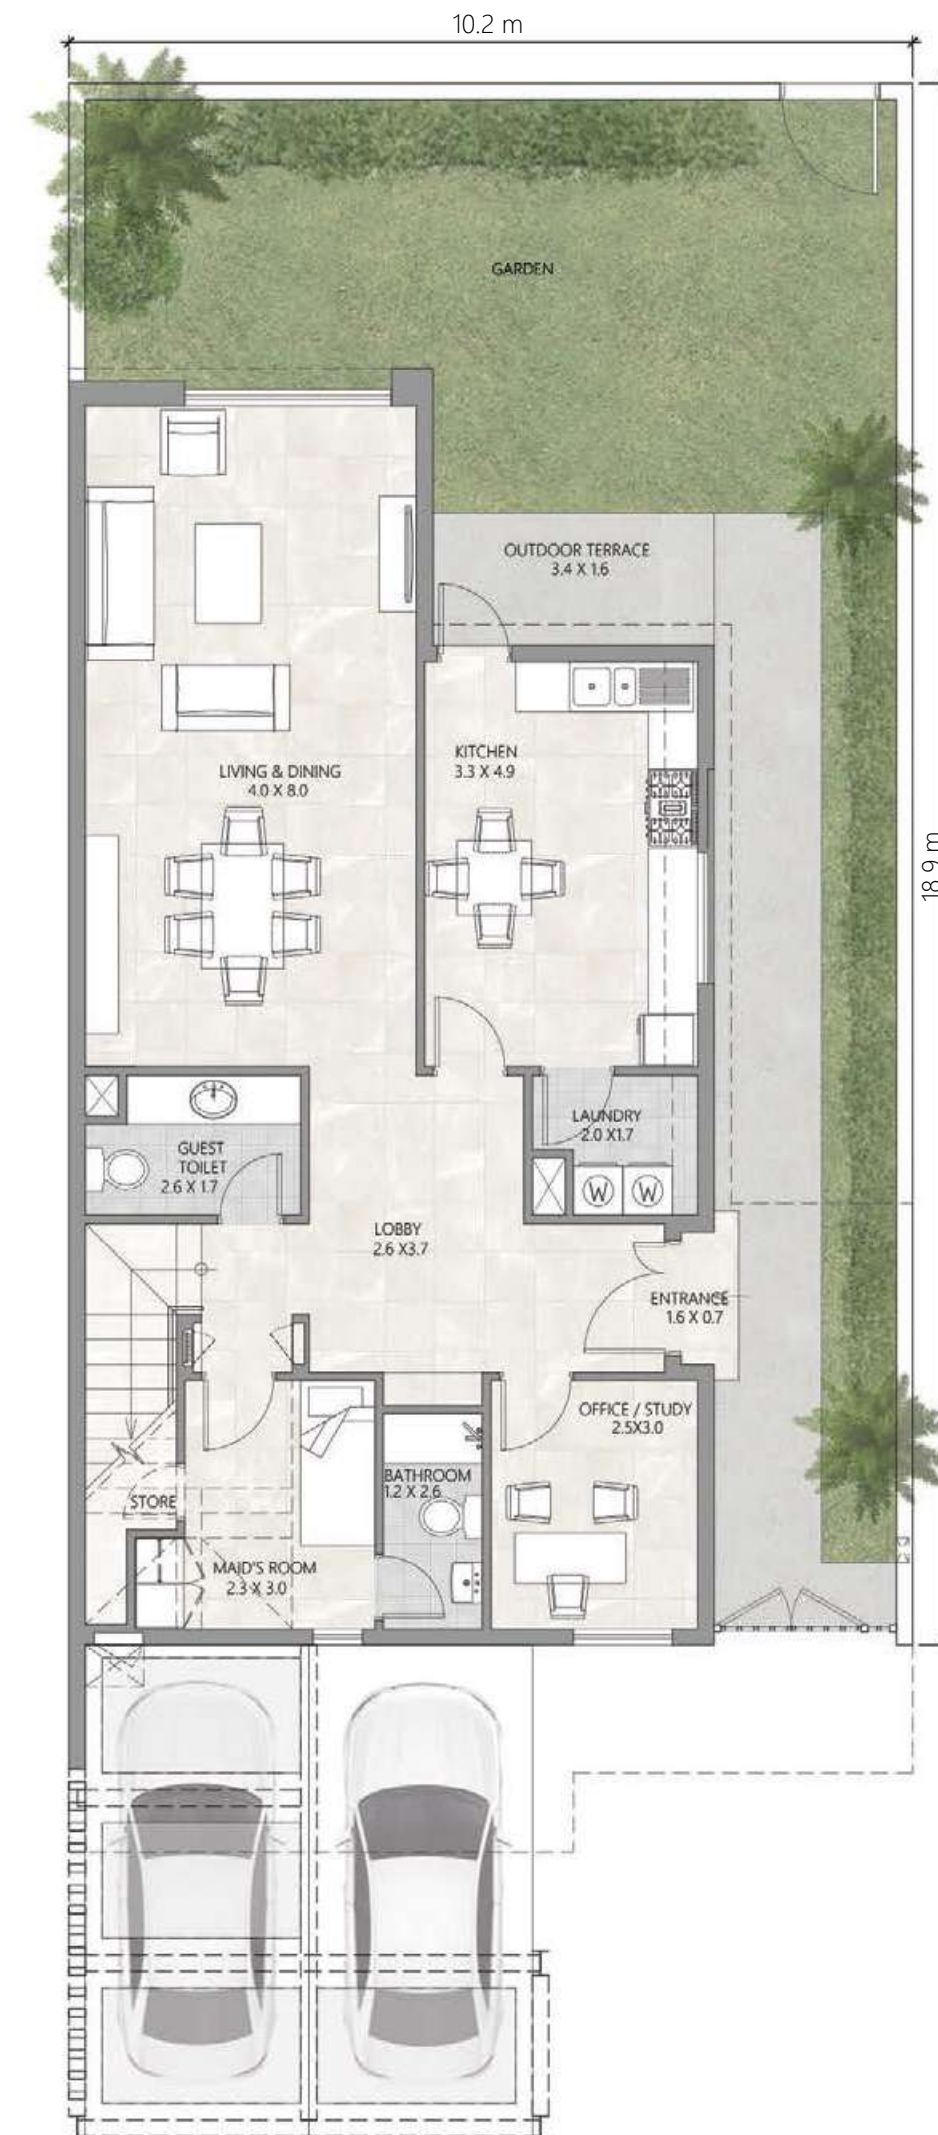 10.2 m
GARDEN
OUTDOOR TERRACE
3.4 X 1.6
18.9 m
KITCHEN
3.3 X 4.9
LIVING & DINING
4.0 X 8.0
LAUNDRY
2.0 X1.7
GUEST
TOILET
2.6 X 1.7
W W
LOBBY
2.6 X3.7
ENTRANCE
1.6 X 0.7
OFFICE / STUDY
2.5X3.0
BATHROOM
1.2 X 2.6
STORE
MAID'S ROOM
2.3 X 3.0